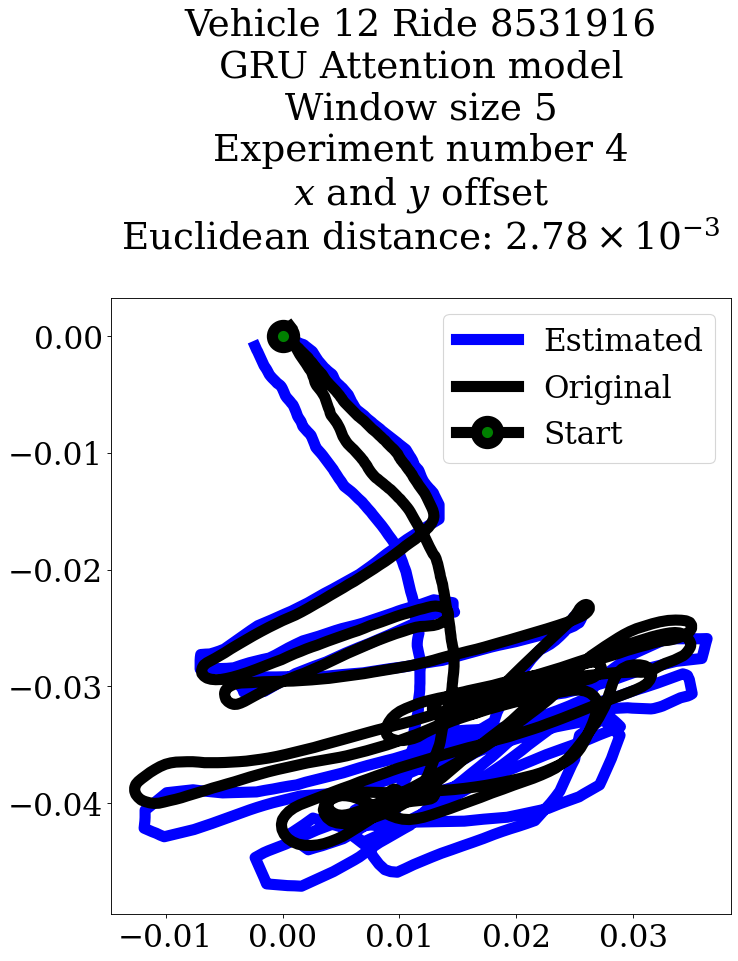 Vehicle 12 Ride 8531916
GRU Attention model
Window size 5
Experiment number 4
x and y offset
Euclidean distance: 2.78 × 10⁻³
Estimated
Original
Start
0.00
−0.01
−0.02
−0.03
−0.04
−0.01 0.00 0.01 0.02 0.03